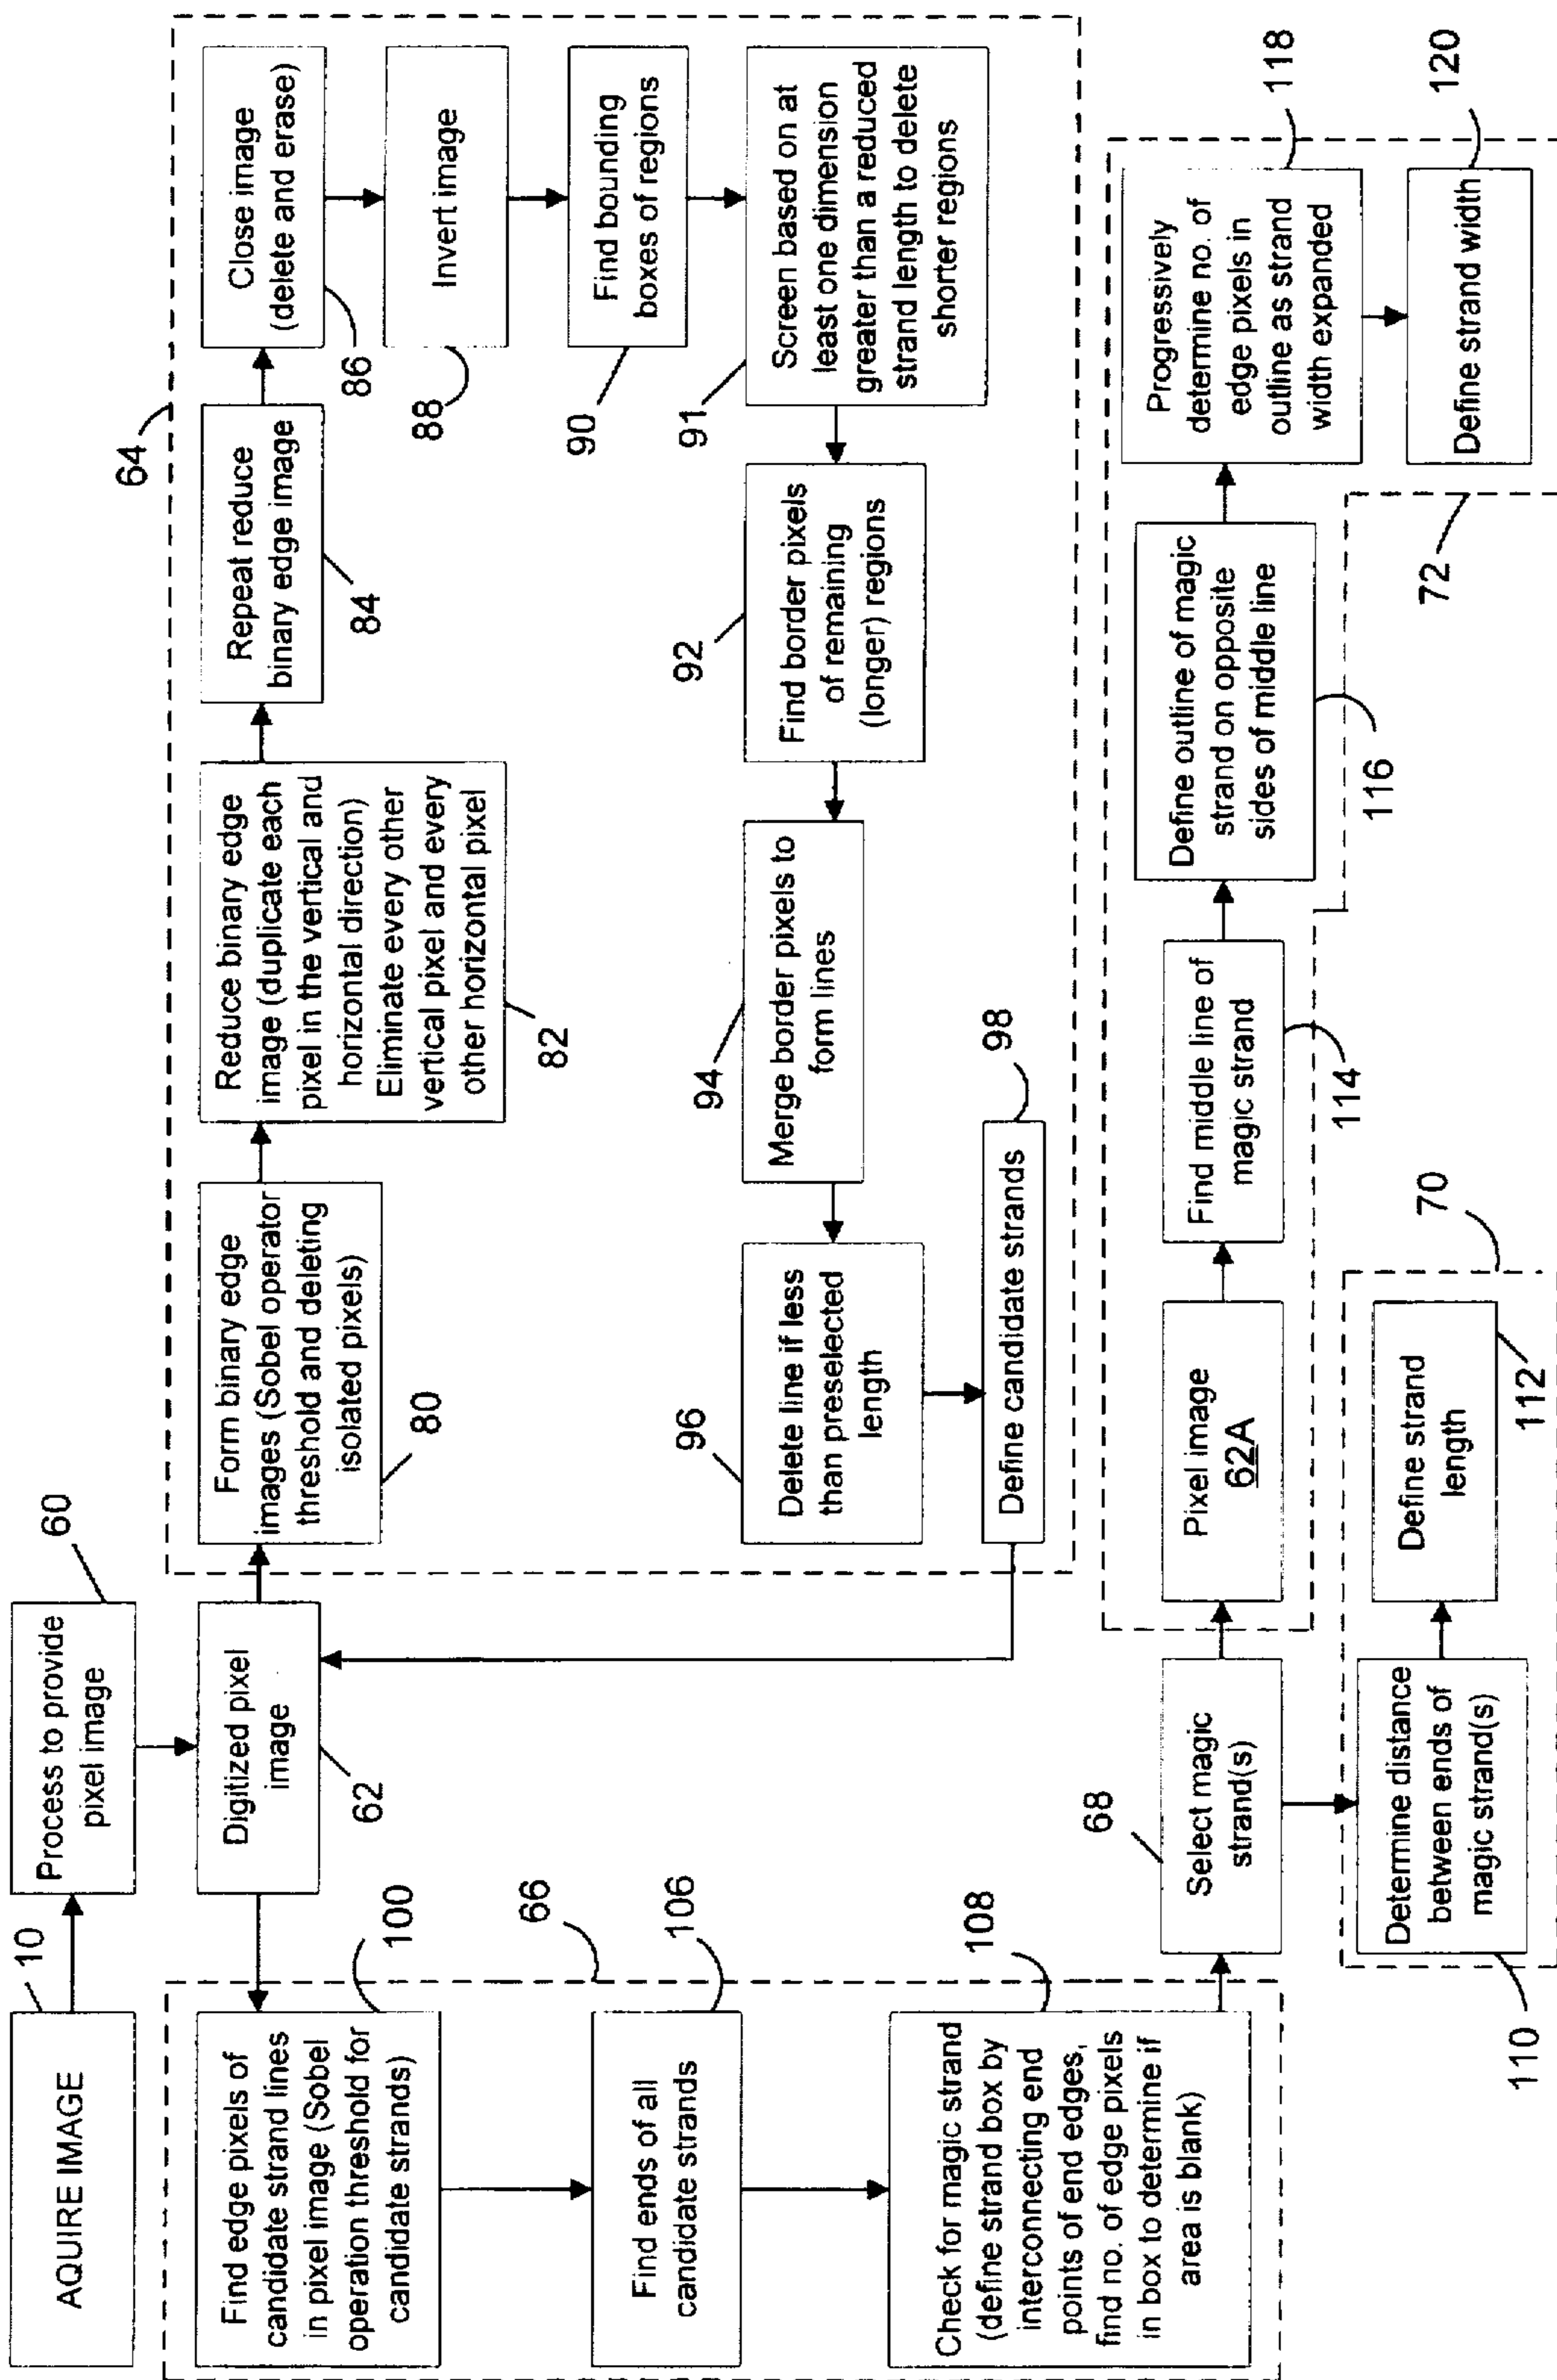 AQUIRE IMAGE
10
Process to provide
pixel image
60
Digitized pixel
image
62
64
Form binary edge
images (Sobel operator
threshold and deleting
isolated pixels)
80
Reduce binary edge
image (duplicate each
pixel in the vertical and
horizontal direction)
Eliminate every other
vertical pixel and every
other horizontal pixel
82
Repeat reduce
binary edge image
84
Close image
(delete and erase)
86
Invert image
88
Find bounding
boxes of regions
90
Screen based on at
least one dimension
greater than a reduced
strand length to delete
shorter regions
91
Find border pixels
of remaining
(longer) regions
92
Merge border pixels to
form lines
94
Delete line if less
than preselected
length
96
Define candidate strands
98
Find edge pixels of
candidate strand lines
in pixel image (Sobel
operation threshold for
candidate strands)
100
66
Find ends of all
candidate strands
106
Check for magic strand
(define strand box by
interconnecting end
points of end edges,
find no. of edge pixels
in box to determine if
area is blank)
108
Select magic
strand(s)
68
Determine distance
between ends of
magic strand(s)
110
Define strand
length
112
70
Pixel image
62A
Find middle line of
magic strand
114
Define outline of magic
strand on opposite
sides of middle line
116
Progressively
determine no. of
edge pixels in
outline as strand
width expanded
118
Define strand width
120
72